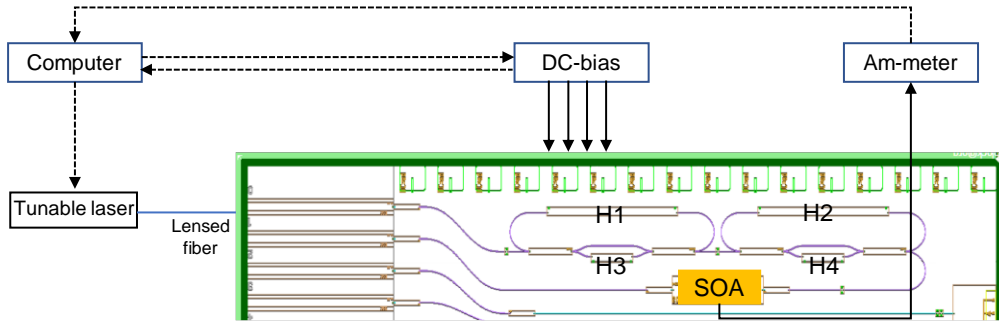 Computer
DC-bias
Am-meter
Tunable laser
Lensed
fiber
H1
H2
H3
H4
SOA